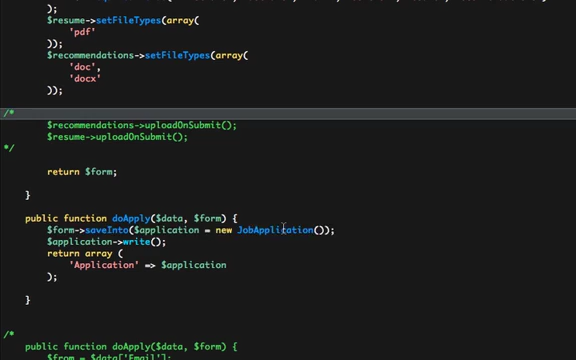 );
$resume->setFileTypes(array(
'pdf'
));
$recommendations->setFileTypes(array(
'doc',
'docx'
));
/*
$recommendations->uploadOnSubmit();
$resume->uploadOnSubmit();
*/
return $form;
}
public function doApply($data, $form) {
$form->saveInto($application = new JobApplication());
$application->write();
return array (
'Application' => $application
);
}
/*
public function doApply($data, $form) {
$from = $data['Email'];